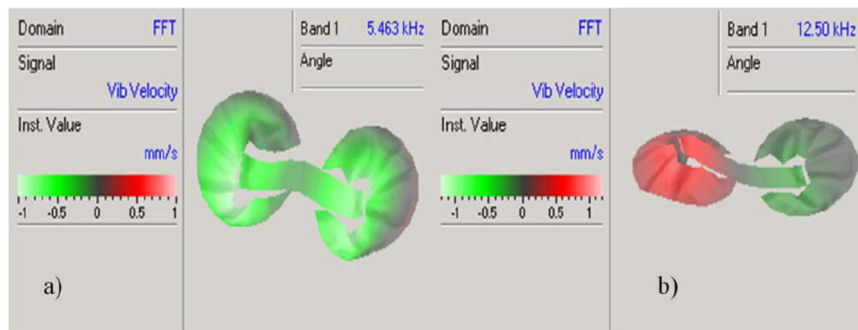 Domain FFT
Signal
Vib Velocity
Inst. Value
mm/s
-1 -0.5 0 0.5 1
a)
Band 1 5.463 kHz
Angle
Domain FFT
Signal
Vib Velocity
Inst. Value
mm/s
-1 -0.5 0 0.5 1
Band 1 12.50 kHz
Angle
b)